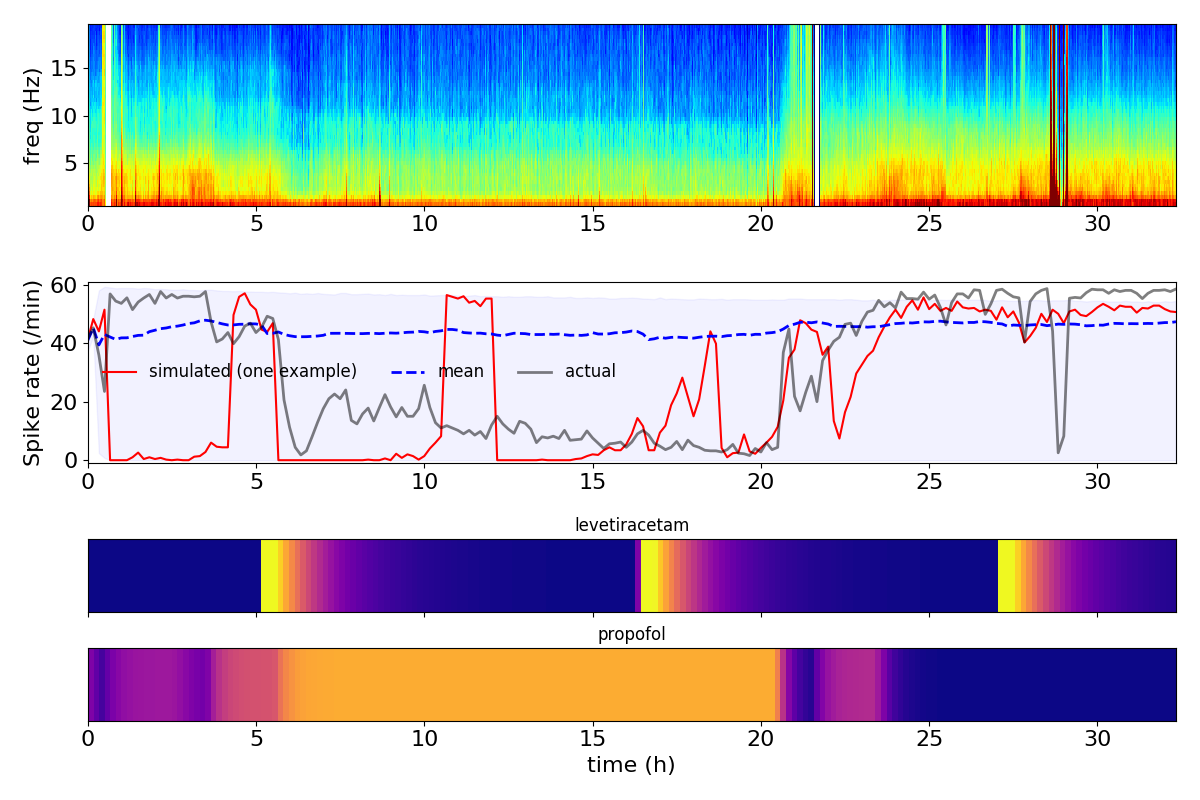 freq (Hz)
15
10
5
0 5 10 15 20 25 30
Spike rate (/min)
60
40
20
0
simulated (one example) mean actual
0 5 10 15 20 25 30
levetiracetam
propofol
0 5 10 15 20 25 30
time (h)